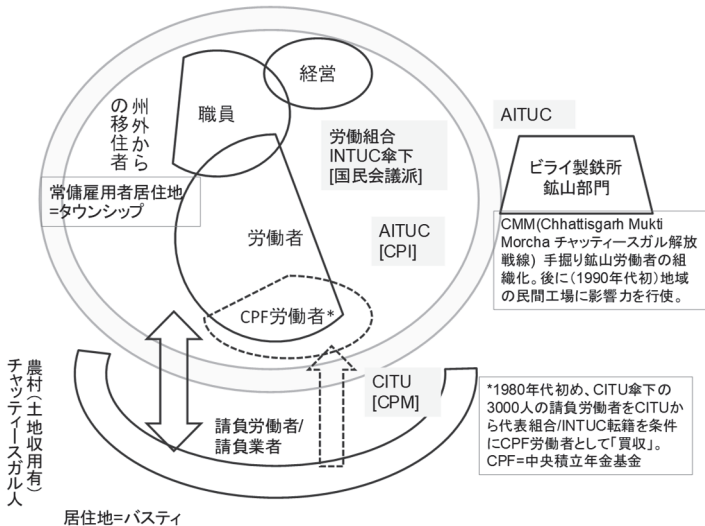 経営
職員
州外から
の移住者
労働組合
INTUC傘下
[国民会議派]
AITUC
ビライ製鉄所
鉱山部門
常傭雇用者居住地
=タウンシップ
労働者
AITUC
[CPI]
CMM(Chhattisgarh Mukti
Morcha チャッティースガル解放
戦線) 手掘り鉱山労働者の組
織化。後に(1990年代初)地域
の民間工場に影響力を行使。
CPF労働者*
農村(土地収用有)
チャッティースガル人
CITU
[CPM]
請負労働者/
請負業者
*1980年代初め、CITU傘下の
3000人の請負労働者をCITUか
ら代表組合/INTUC転籍を条件
にCPF労働者として「買収」。
CPF=中央積立年金基金
居住地=バスティ